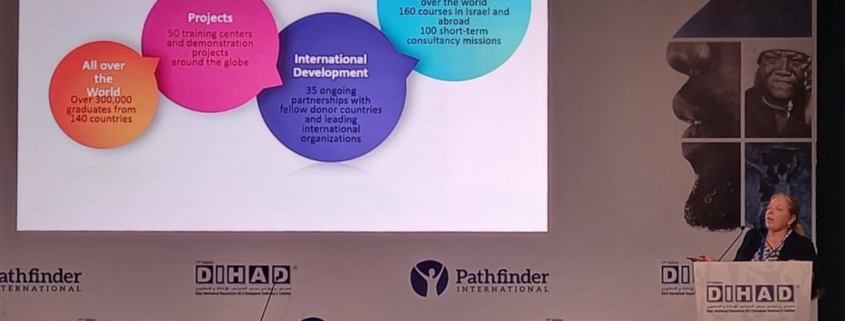 over the world
160 courses in Israel and
abroad
100 short-term
consultancy missions
Projects
50 training centers
and demonstration
projects
around the globe
International
Development
35 ongoing
partnerships with
fellow donor countries
and leading
international
organizations
All over
the
World
Over 300,000
graduates from
140 countries
athfinder
INTERNATIONAL
DIHAD
Pathfinder
INTERNATIONAL
DI
DIHAD